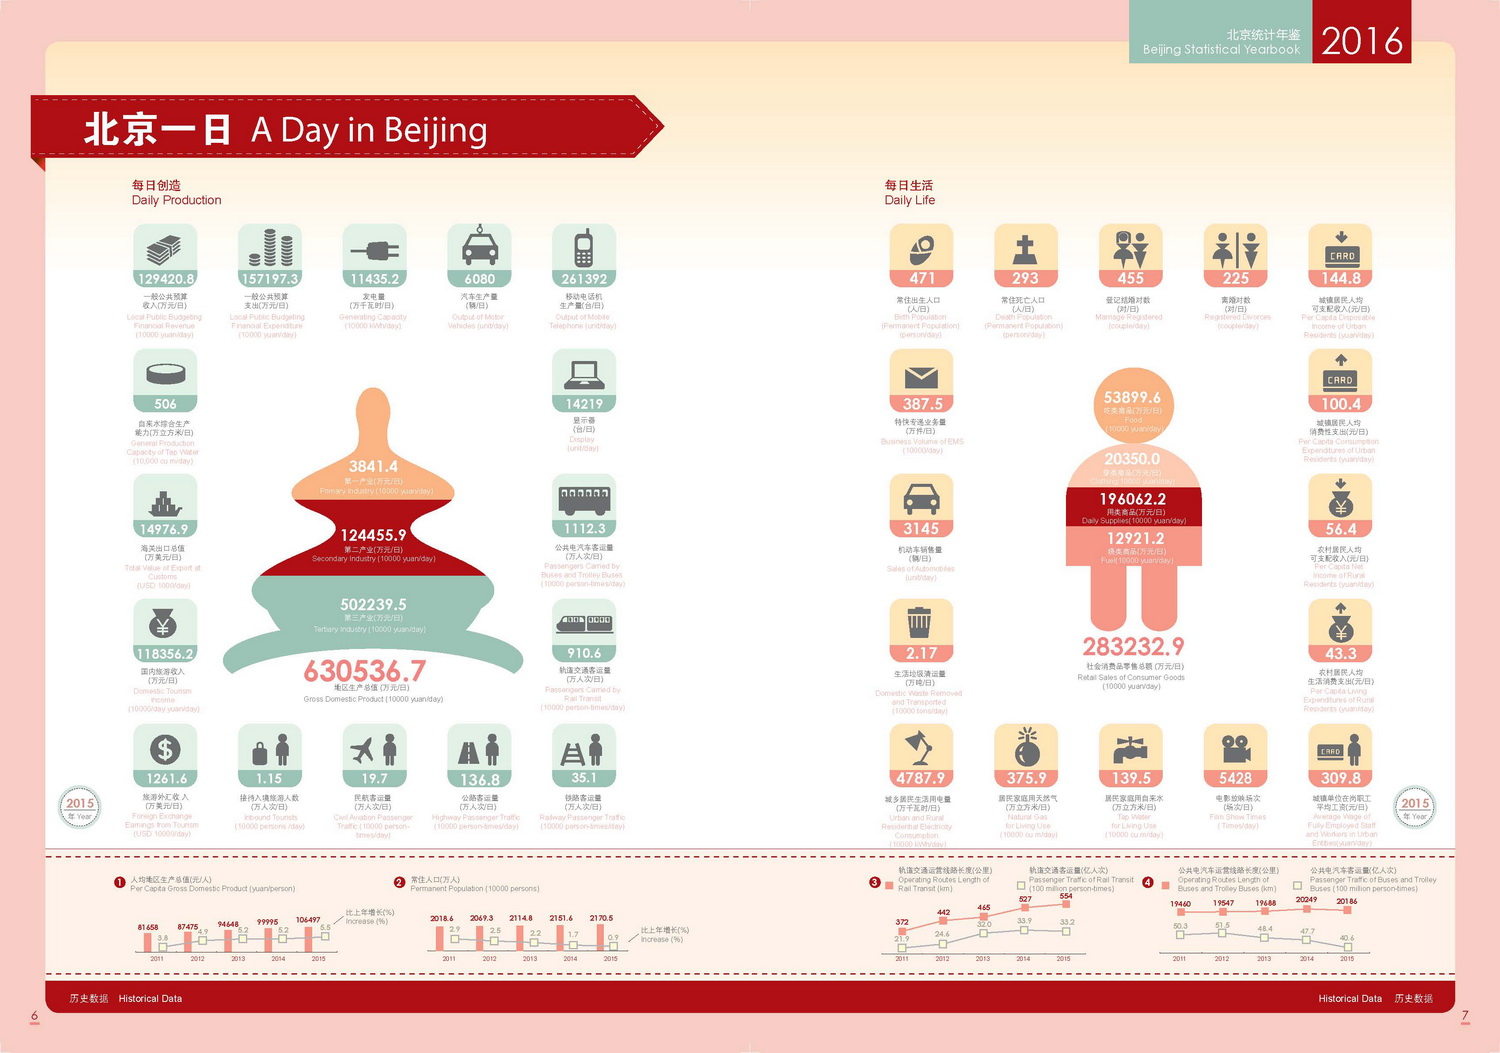 北京统计年鉴
Beijing Statistical Yearbook
2016
北京一日 A Day in Beijing
每日创造
Daily Production
129420.8
一般公共预算
收入(万元/日)
Local Public Budgeting
Financial Revenue
(10000 yuan/day)
157197.3
一般公共预算
支出(万元/日)
Local Public Budgeting
Financial Expenditure
(10000 yuan/day)
11435.2
发电量
(万千瓦时/日)
Generating Capacity
(10000 kWh/day)
6080
汽车生产量
(辆/日)
Output of Motor
Vehicles (unit/day)
261392
移动电话机
生产量(台/日)
Output of Mobile
Telephone (unit/day)
506
自来水综合生产
能力(万立方米/日)
General Production
Capacity of Tap Water
(10,000 cu m/day)
14219
显示器
(台/日)
Display
(unit/day)
14976.9
海关出口总值
(万美元/日)
Total Value of Export at
Customs
(USD 1000/day)
1112.3
公共电汽车客运量
(万人次/日)
Passengers Carried by
Buses and Trolley Buses
(10000 person-times/day)
118356.2
国内旅游收入
(万元/日)
Domestic Tourism
Income
(10000/day yuan/day)
910.6
轨道交通客运量
(万人次/日)
Passengers Carried by
Rail Transit
(10000 person-times/day)
3841.4
第一产业(万元/日)
Primary Industry (10000 yuan/day)
124455.9
第二产业(万元/日)
Secondary Industry (10000 yuan/day)
502239.5
第三产业(万元/日)
Tertiary Industry (10000 yuan/day)
630536.7
地区生产总值 (万元/日)
Gross Domestic Product (10000 yuan/day)
$
1261.6
旅游外汇收 入
(万美元/日)
Foreign Exchange
Earnings from Tourism
(USD 10000/day)
1.15
接待入境旅游人数
(万人次/日)
Inbound Tourists
(10000 persons /day)
19.7
民航客运量
(万人次/日)
Civil Aviation Passenger
Traffic (10000 person-
times/day)
136.8
公路客运量
(万人次/日)
Highway Passenger Traffic
(10000 person-times/day)
35.1
铁路客运量
(万人次/日)
Railway Passenger Traffic
(10000 person-times/day)
2015
年 Year
每日生活
Daily Life
471
常住出生人口
(人/日)
Birth Population
(Permanent Population)
(person/day)
293
常住死亡人口
(人/日)
Death Population
(Permanent Population)
(person/day)
455
登记结婚对数
(对/日)
Marriage Registered
(couple/day)
225
离婚对数
(对/日)
Registered Divorces
(couple/day)
CARD
144.8
城镇居民人均
可支配收入(元/日)
Per Capita Disposable
Income of Urban
Residents (yuan/day)
387.5
特快专递业务量
(万件/日)
Business Volume of EMS
(10000/day)
CARD
100.4
城镇居民人均
消费性支出(元/日)
Per Capita Consumption
Expenditures of Urban
Residents (yuan/day)
3145
机动车销售量
(辆/日)
Sales of Automobiles
(unit/day)
¥
56.4
农村居民人均
可支配收入(元/日)
Per Capita Net
Income of Rural
Residents (yuan/day)
2.17
生活垃圾清运量
(万吨/日)
Domestic Waste Removed
and Transported
(10000 tons/day)
¥
43.3
农村居民人均
生活消费支出(元/日)
Per Capita Living
Expenditures of Rural
Residents (yuan/day)
53899.6
吃类商品(万元/日)
Food
(10000 yuan/day)
20350.0
穿类商品(万元/日)
Clothing (10000 yuan/day)
196062.2
用类商品(万元/日)
Daily Supplies(10000 yuan/day)
12921.2
烧类商品(万元/日)
Fuel(10000 yuan/day)
283232.9
社会消费品零售总额 (万元/日)
Retail Sales of Consumer Goods
(10000 yuan/day)
4787.9
城乡居民生活用电量
(万千瓦时/日)
Urban and Rural
Residential Electricity
Consumption
(10000 kWh/day)
375.9
居民家庭用天然气
(万立方米/日)
Natural Gas
for Living Use
(10000 cu m/day)
139.5
居民家庭用自来水
(万立方米/日)
Tap Water
for Living Use
(10000 cu m/day)
5428
电影放映场次
(场次/日)
Film Show Times
( Times/day)
CARD
309.8
城镇单位在岗职工
平均工资(元/日)
Average Wage of
Fully Employed Staff
and Workers in Urban
Entities(yuan/day)
2015
年 Year
1 人均地区生产总值(元/人)
Per Capita Gross Domestic Product (yuan/person)
81658 87475 94648 99995 106497
3.8 4.9 5.2 5.2 5.5
比上年增长(%)
Increase (%)
2011 2012 2013 2014 2015
2 常住人口(万人)
Permanent Population (10000 persons)
2018.6 2069.3 2114.8 2151.6 2170.5
2.9 2.5 2.2 1.7 0.9
比上年增长(%)
Increase (%)
2011 2012 2013 2014 2015
3 轨道交通运营线路长度(公里)
Operating Routes Length of
Rail Transit (km)
轨道交通客运量(亿人次)
Passenger Traffic of Rail Transit
(100 million person-times)
372 442 465 527 554
21.9 24.6 32.0 33.9 33.2
2011 2012 2013 2014 2015
4 公共电汽车运营线路长度(公里)
Operating Routes Length of
Buses and Trolley Buses (km)
公共电汽车客运量(亿人次)
Passenger Traffic of Buses and Trolley
Buses (100 million person-times)
19460 19547 19688 20249 20186
50.3 51.5 48.4 47.7 40.6
2011 2012 2013 2014 2015
历史数据 Historical Data
Historical Data 历史数据
6
7